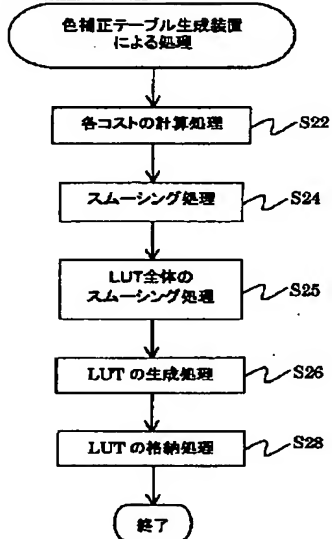 色補正テーブル生成装置
による処理
各コストの計算処理
S22
スムーシング処理
S24
LUT全体の
スムーシング処理
S25
LUT の生成処理
S26
LUT の格納処理
S28
終了